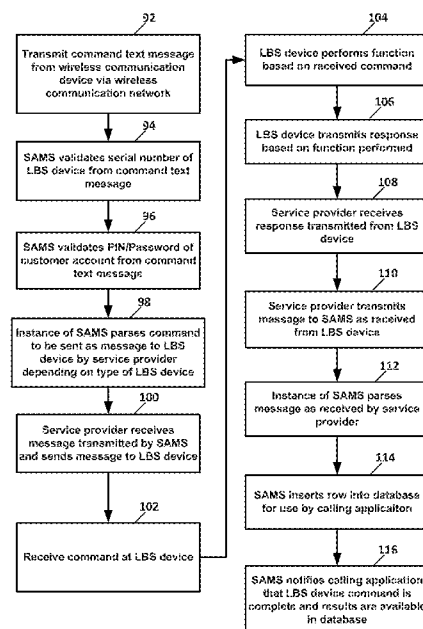 92
Transmit command text message
from wireless communication
device via wireless
communication network
94
SAMS validates serial number of
LBS device from command text
message
96
SAMS validates PIN/Password of
customer account from command
text message
98
Instance of SAMS parses command
to be sent as message to LBS
device by service provider
depending on type of LBS device
100
Service provider receives
message transmitted by SAMS
and sends message to LBS device
102
Receive command at LBS device
104
LBS device performs function
based on received command
106
LBS device transmits response
based on function performed
108
Service provider receives
response transmitted from LBS
device
110
Service provider transmits
message to SAMS as received
from LBS device
112
Instance of SAMS parses
message as received by service
provider
114
SAMS inserts row into database
for use by calling applicaiton
116
SAMS notifies calling application
that LBS device command is
complete and results are available
in database